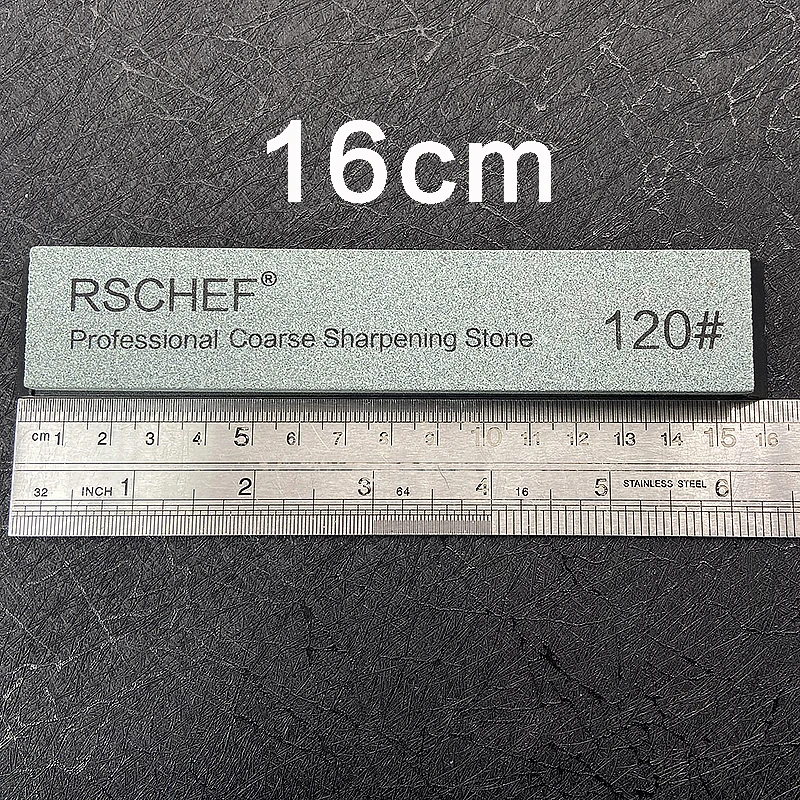 16cm
RSCHEF®
Professional Coarse Sharpening Stone
120#
cm 1 2 3 4 5 6 7 8 9 10 11 12 13 14 15 16
32 INCH 1 2 3 64 4 16 5 STAINLESS STEEL 6